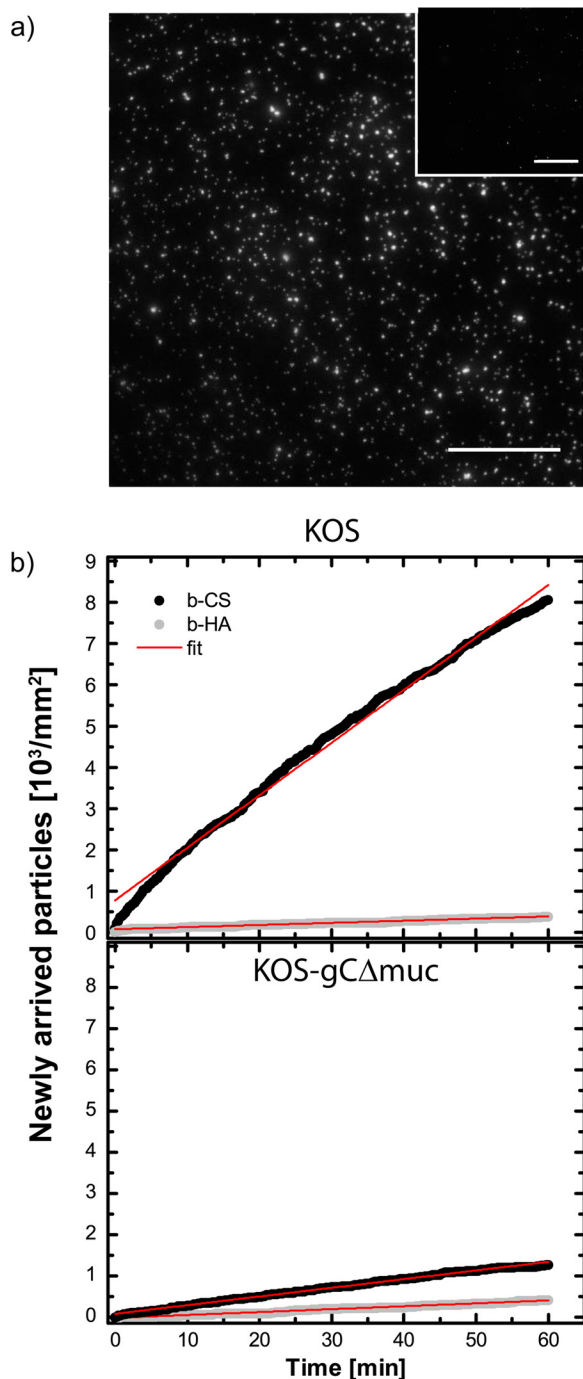 a)
KOS
b)
9
8
7
6
5
4
3
2
1
0
b-CS
b-HA
fit
Newly arrived particles [10³/mm²]
KOS-gCΔmuc
8
7
6
5
4
3
2
1
0
0 10 20 30 40 50 60
Time [min]